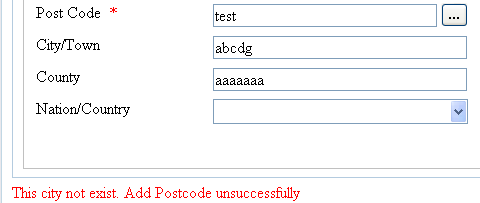 Post Code * test ...
City/Town abcdg
County aaaaaaa
Nation/Country
This city not exist. Add Postcode unsuccessfully